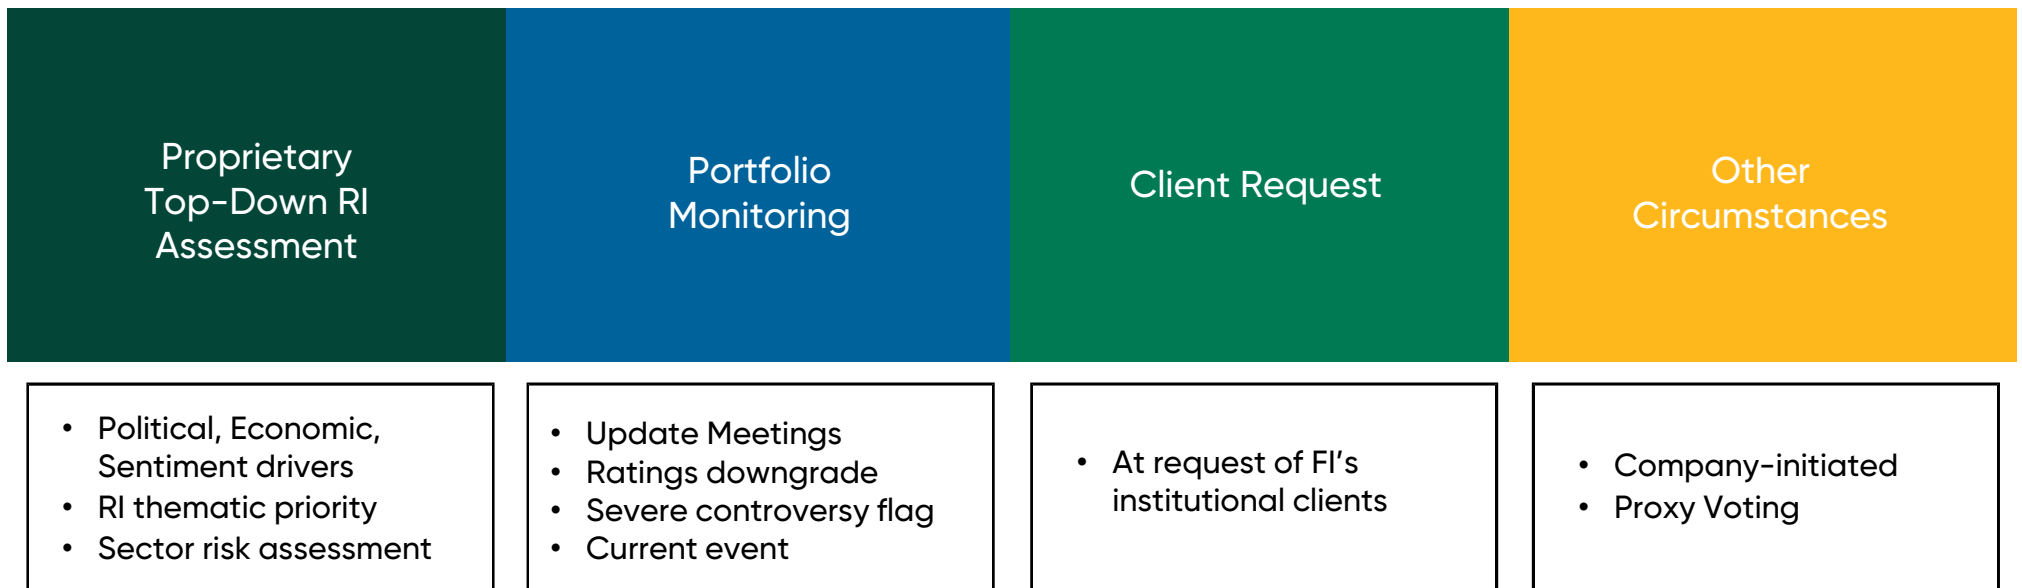 Proprietary
Top-Down RI
Assessment
Portfolio
Monitoring
Client Request
Other
Circumstances
• Political, Economic,
Sentiment drivers
• RI thematic priority
• Sector risk assessment
• Update Meetings
• Ratings downgrade
• Severe controversy flag
• Current event
• At request of FI's
institutional clients
• Company-initiated
• Proxy Voting